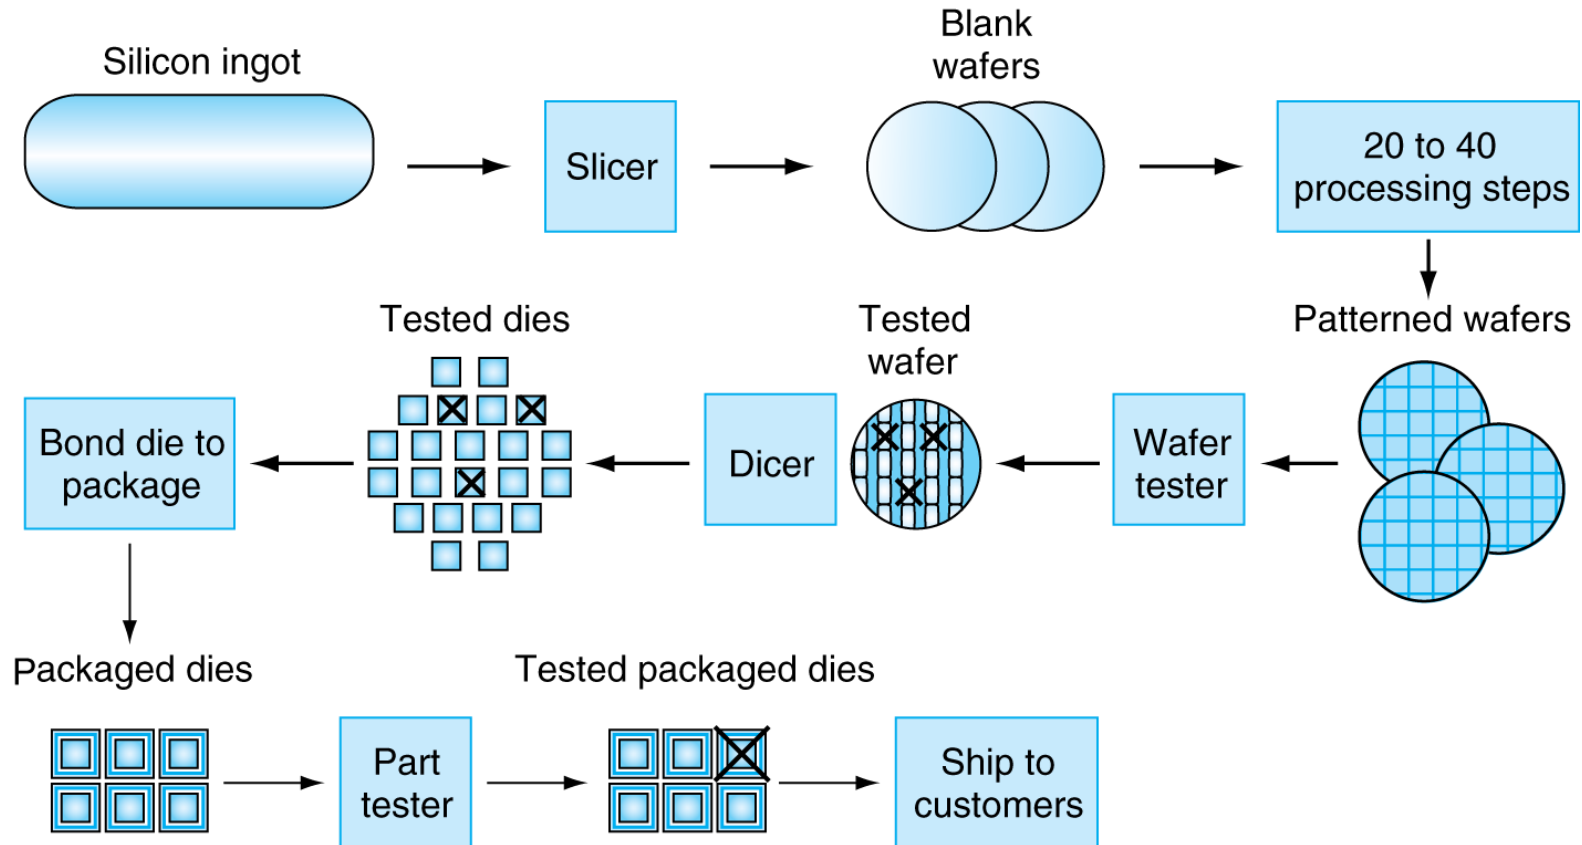 Silicon ingot
Slicer
Blank
wafers
20 to 40
processing steps
Patterned wafers
Wafer
tester
Tested
wafer
Dicer
Tested dies
Bond die to
package
Packaged dies
Part
tester
Tested packaged dies
Ship to
customers